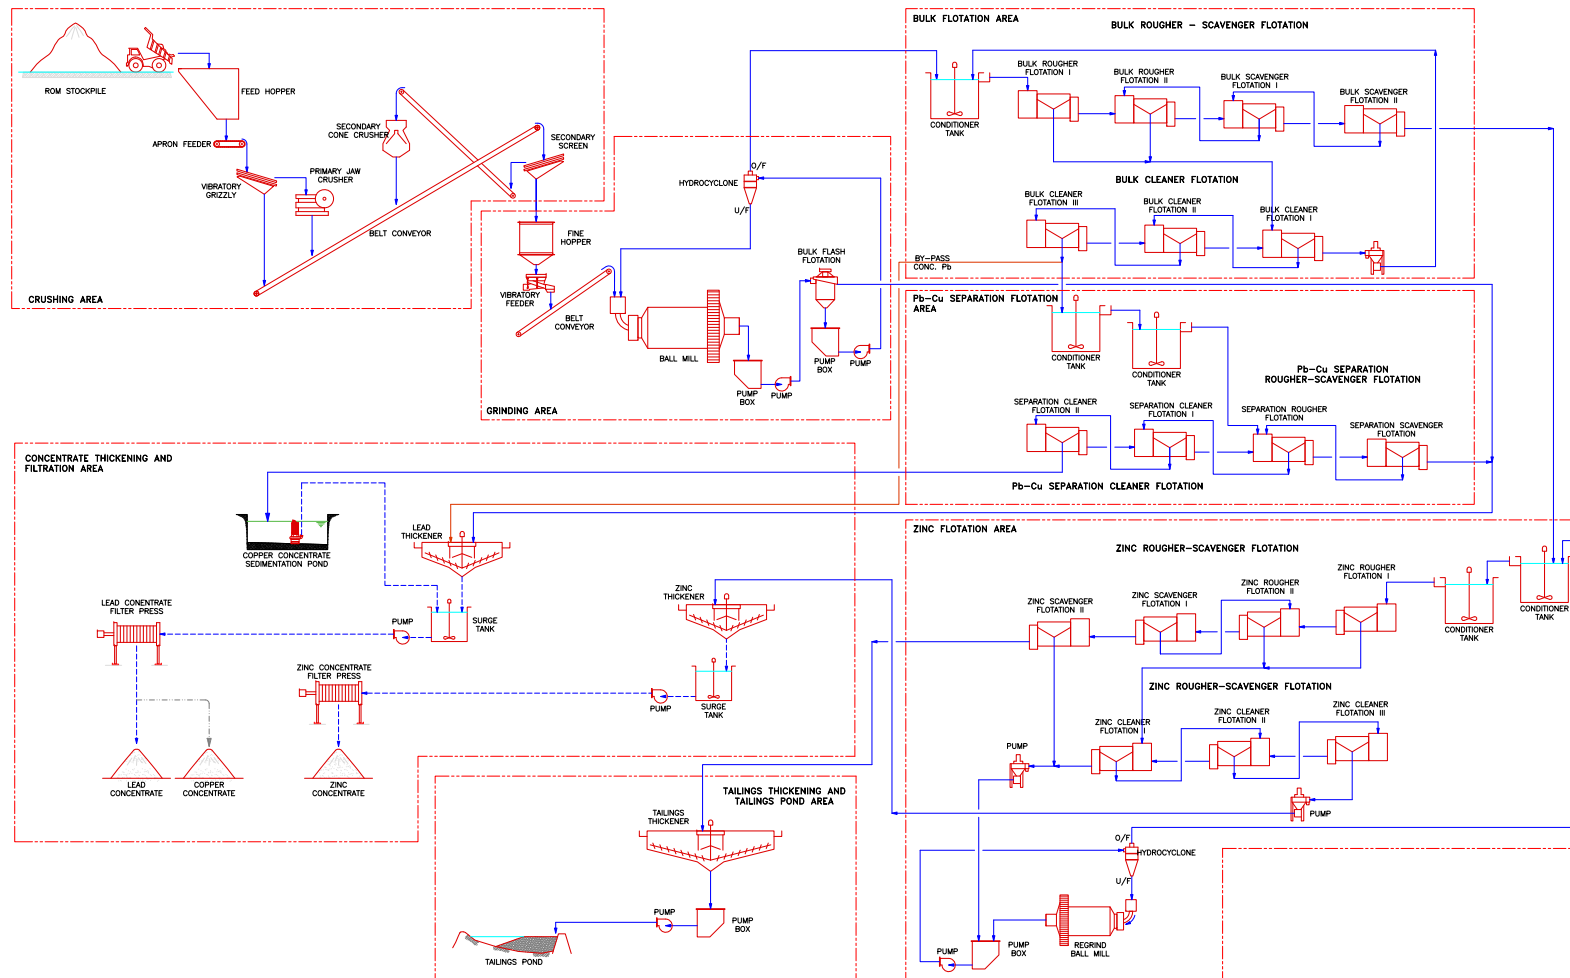 ROM STOCKPILE
FEED HOPPER
APRON FEEDER
VIBRATORY
GRIZZLY
PRIMARY JAW
CRUSHER
SECONDARY
CONE CRUSHER
BELT CONVEYOR
SECONDARY
SCREEN
CRUSHING AREA
FINE
HOPPER
VIBRATORY
FEEDER
BELT
CONVEYOR
BALL MILL
HYDROCYCLONE
O/F
U/F
PUMP
BOX
PUMP
BULK FLASH
FLOTATION
PUMP
BOX
PUMP
GRINDING AREA
BULK FLOTATION AREA
BULK ROUGHER - SCAVENGER FLOTATION
CONDITIONER
TANK
BULK ROUGHER
FLOTATION I
BULK ROUGHER
FLOTATION II
BULK SCAVENGER
FLOTATION I
BULK SCAVENGER
FLOTATION II
BULK CLEANER FLOTATION
BULK CLEANER
FLOTATION III
BULK CLEANER
FLOTATION II
BULK CLEANER
FLOTATION I
BY-PASS
CONC. Pb
Pb-Cu SEPARATION FLOTATION
AREA
CONDITIONER
TANK
CONDITIONER
TANK
Pb-Cu SEPARATION
ROUGHER-SCAVENGER FLOTATION
SEPARATION CLEANER
FLOTATION II
SEPARATION CLEANER
FLOTATION I
SEPARATION ROUGHER
FLOTATION
SEPARATION SCAVENGER
FLOTATION
Pb-Cu SEPARATION CLEANER FLOTATION
CONCENTRATE THICKENING AND
FILTRATION AREA
COPPER CONCENTRATE
SEDIMENTATION POND
LEAD
THICKENER
SURGE
TANK
PUMP
LEAD CONENTRATE
FILTER PRESS
ZINC
THICKENER
SURGE
TANK
PUMP
ZINC CONCENTRATE
FILTER PRESS
LEAD
CONCENTRATE
COPPER
CONCENTRATE
ZINC
CONCENTRATE
ZINC FLOTATION AREA
ZINC ROUGHER-SCAVENGER FLOTATION
ZINC SCAVENGER
FLOTATION II
ZINC SCAVENGER
FLOTATION I
ZINC ROUGHER
FLOTATION II
ZINC ROUGHER
FLOTATION I
CONDITIONER
TANK
CONDITIONER
TANK
ZINC ROUGHER-SCAVENGER FLOTATION
ZINC CLEANER
FLOTATION I
ZINC CLEANER
FLOTATION II
ZINC CLEANER
FLOTATION III
PUMP
PUMP
O/F
HYDROCYCLONE
U/F
REGRIND
BALL MILL
PUMP
BOX
PUMP
TAILINGS THICKENING AND
TAILINGS POND AREA
TAILINGS
THICKENER
PUMP
BOX
PUMP
TAILINGS POND